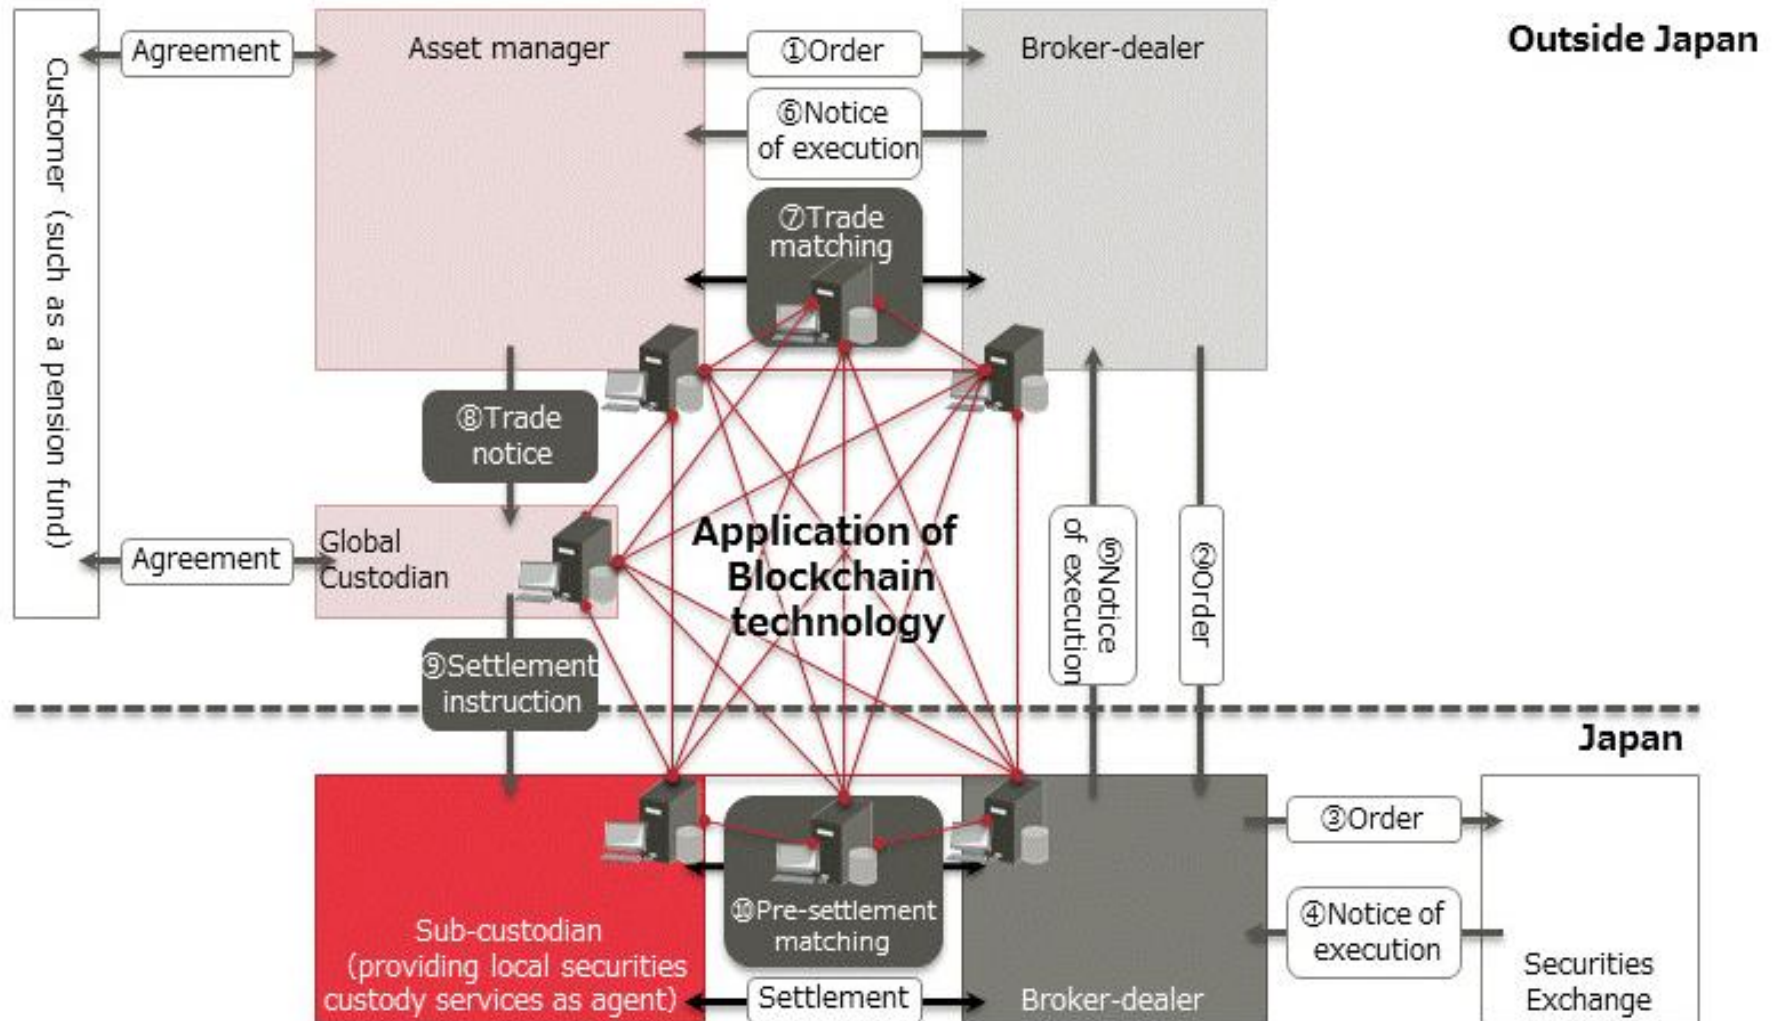 Agreement
Asset manager
①Order
Broker-dealer
Outside Japan
⑥Notice
of execution
Customer (such as a pension fund)
⑦Trade
matching
⑧Trade
notice
Application of
Blockchain
technology
Agreement
Global
Custodian
⑤Notice
of execution
②Order
⑨Settlement
instruction
Japan
③Order
④Notice of
execution
Sub-custodian
(providing local securities
custody services as agent)
⑩Pre-settlement
matching
Settlement
Broker-dealer
Securities
Exchange